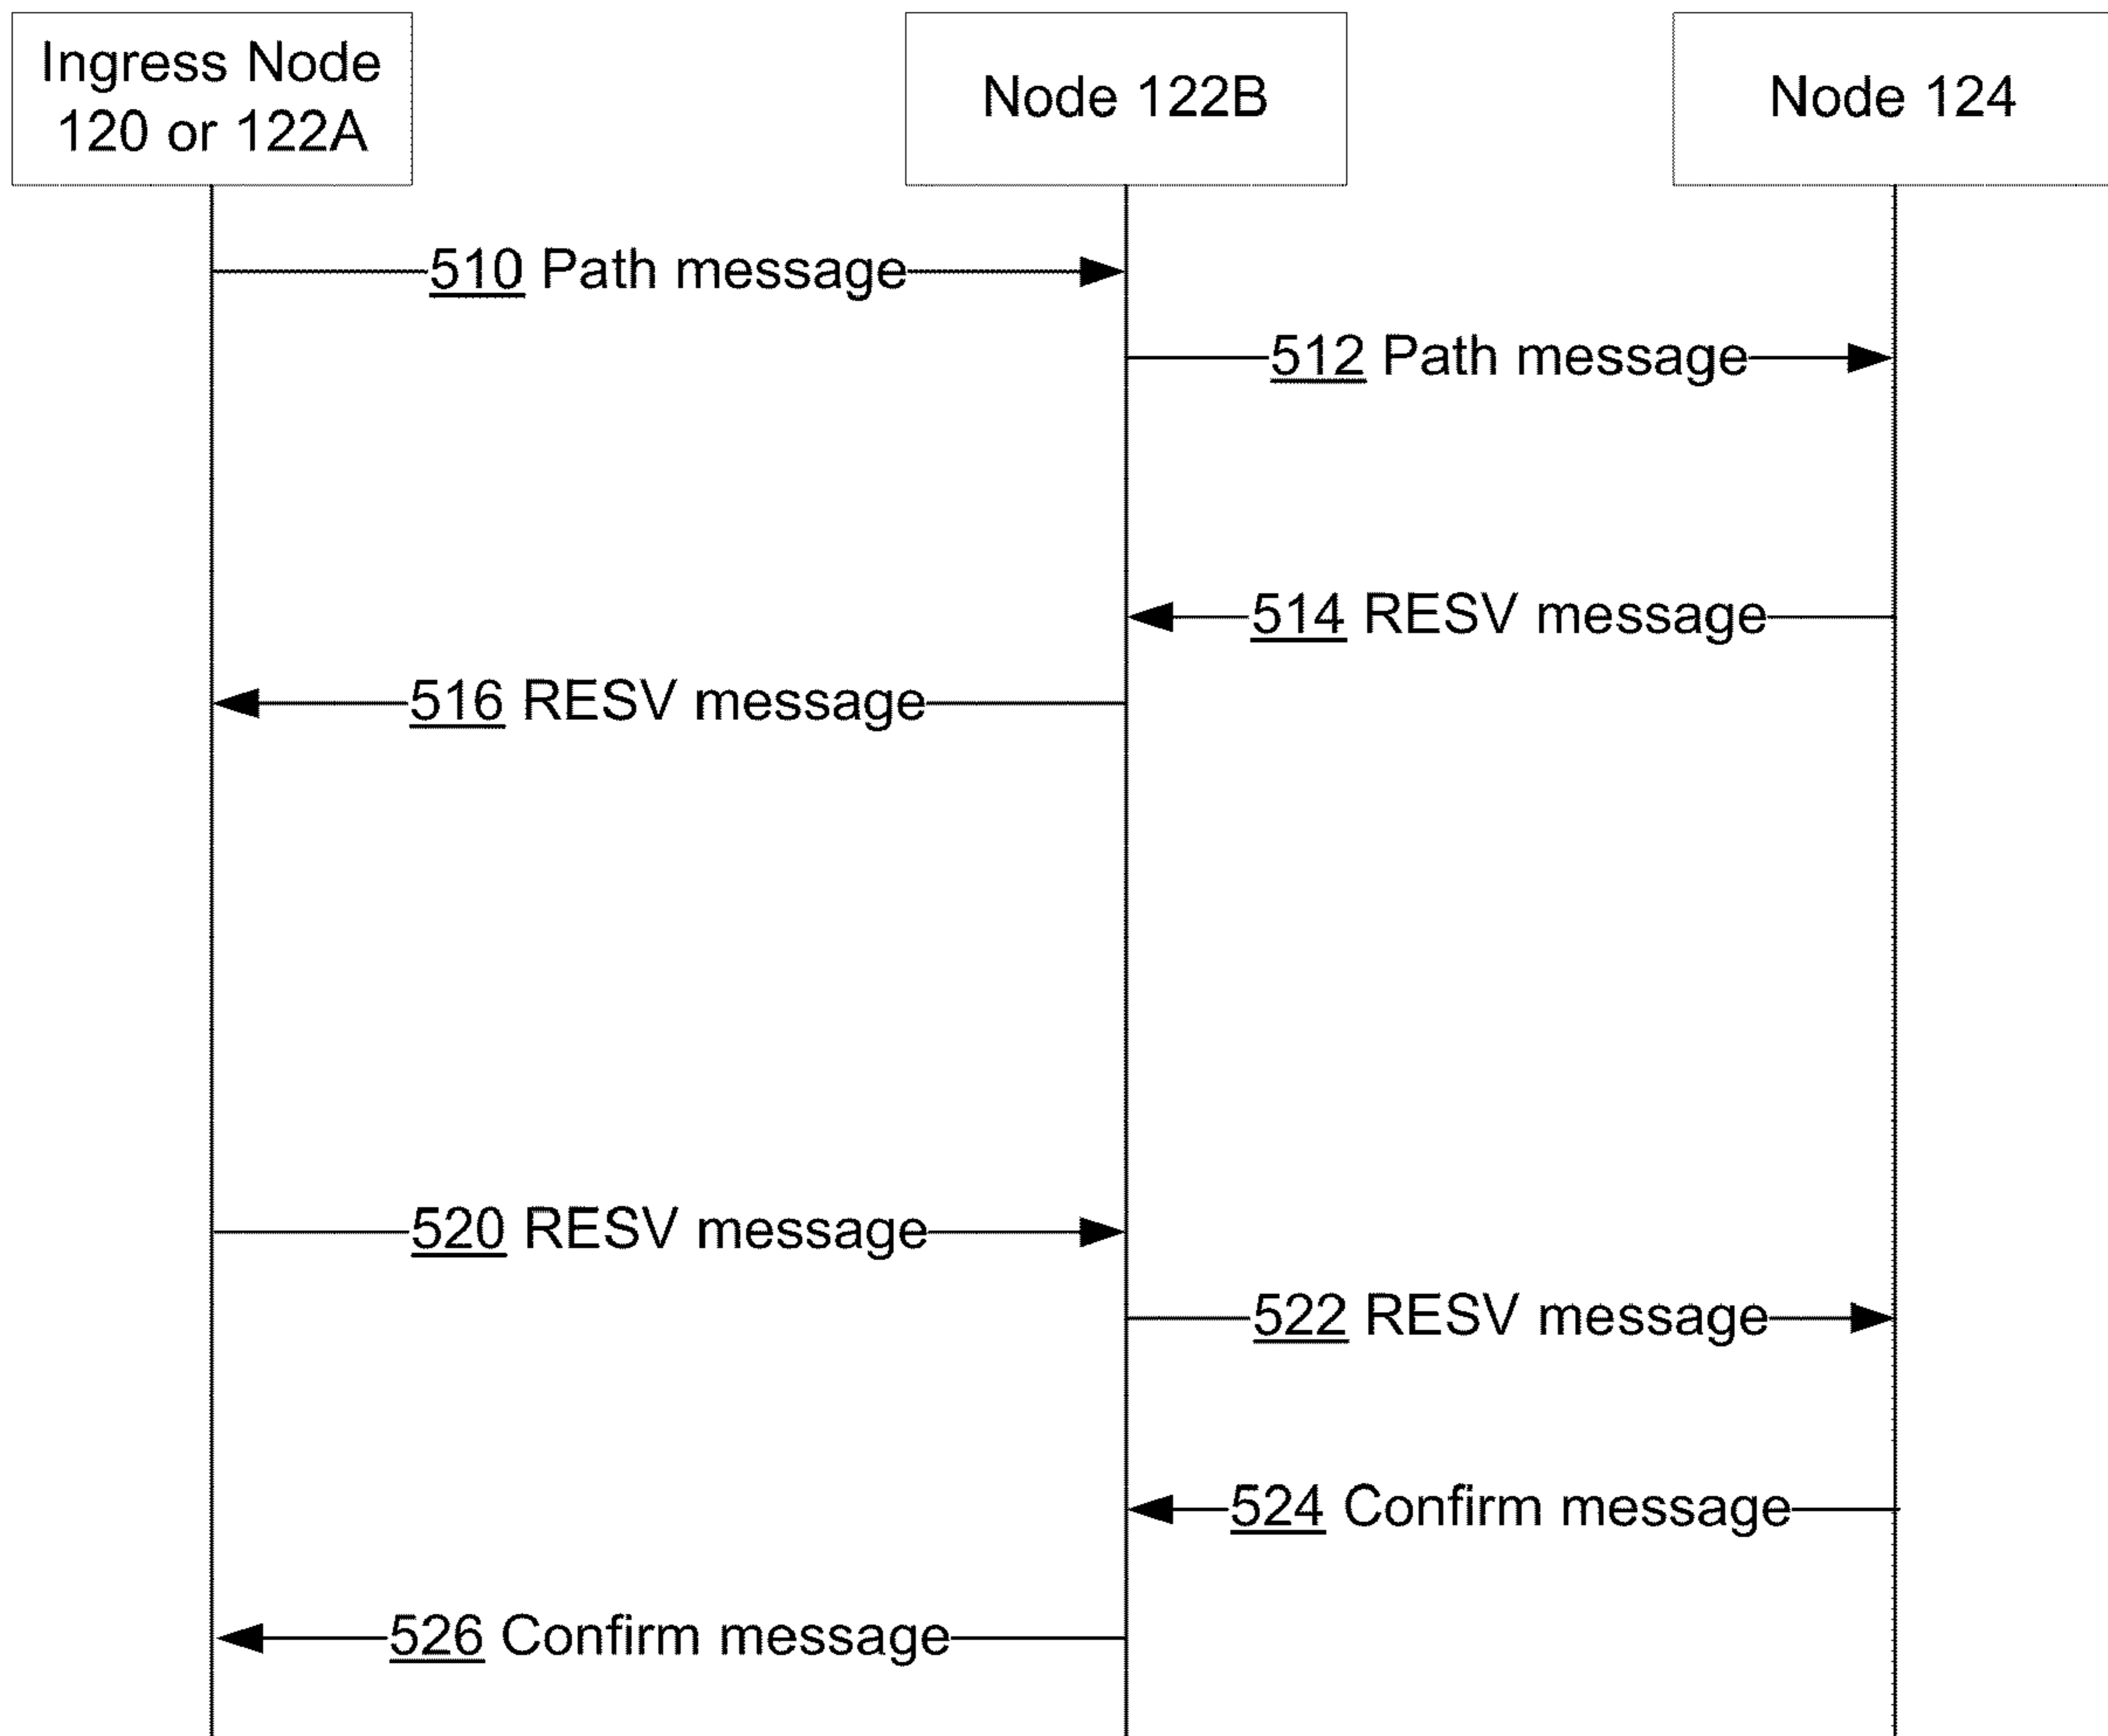 Ingress Node
120 or 122A
Node 122B
Node 124
510 Path message
512 Path message
514 RESV message
516 RESV message
520 RESV message
522 RESV message
524 Confirm message
526 Confirm message